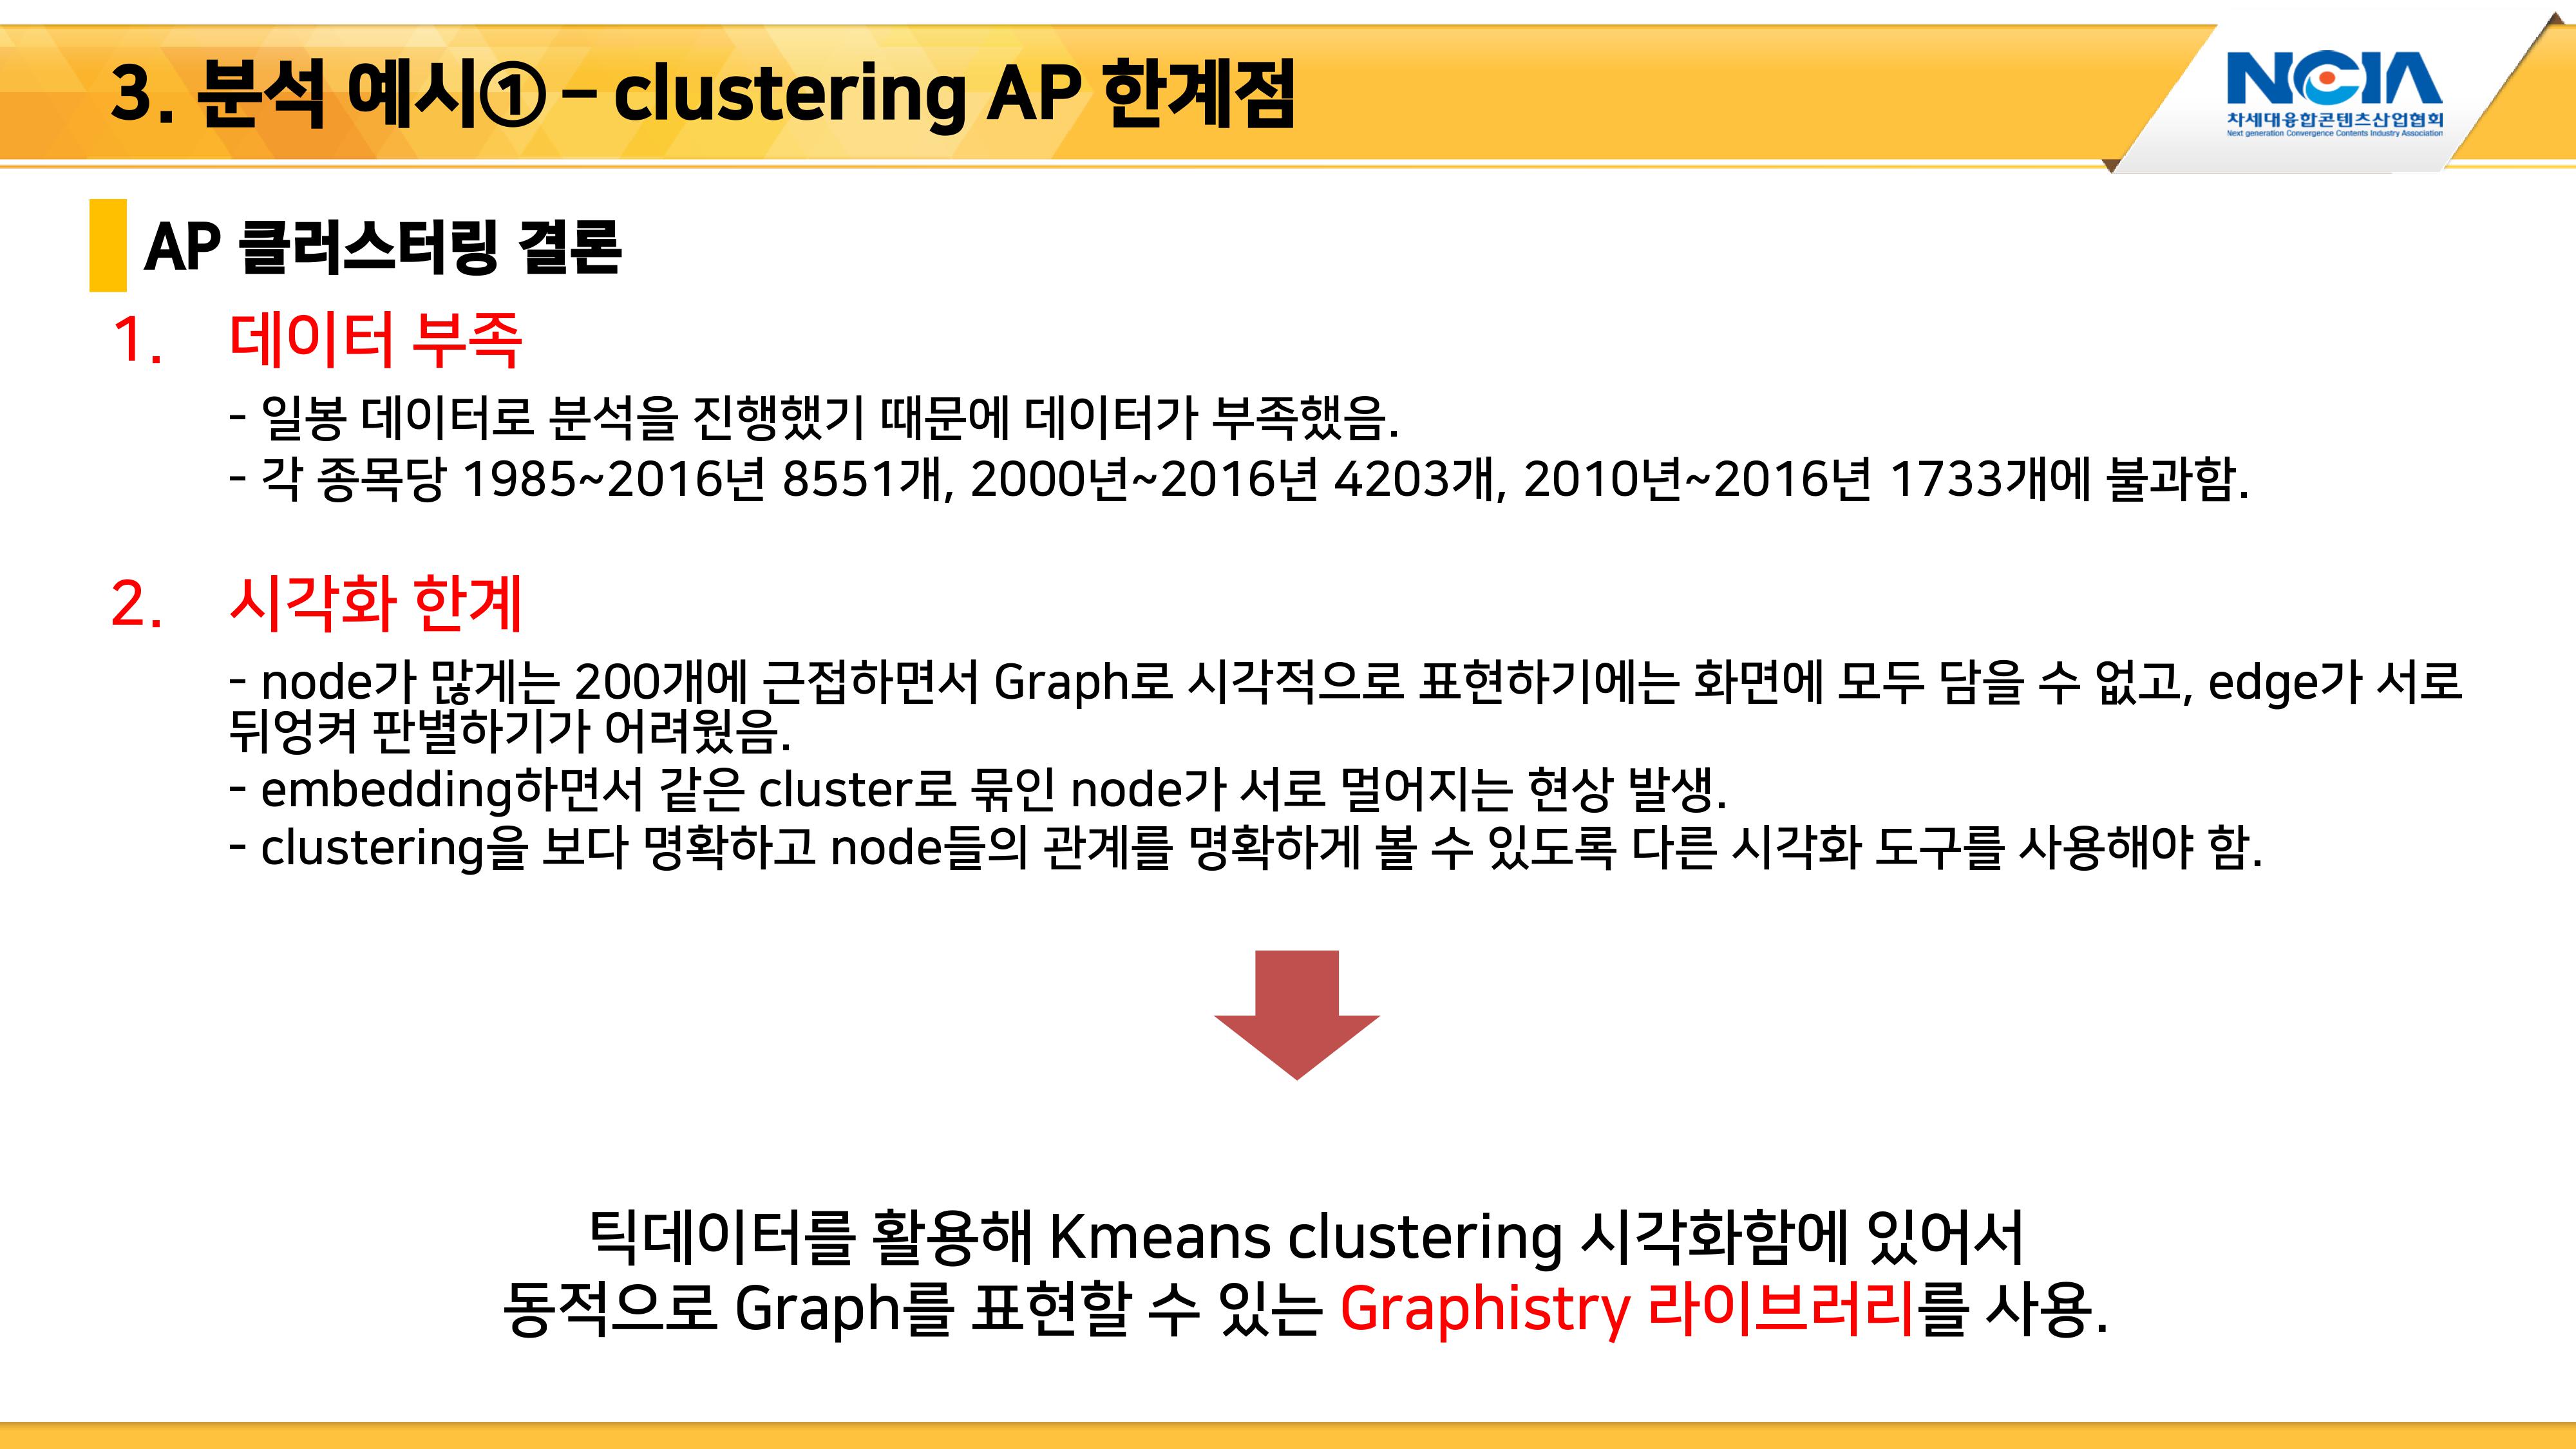 3. 분석 예시① – clustering AP 한계점
NCIA
차세대융합콘텐츠산업협회
Next generation Convergence Contents Industry Association
AP 클러스터링 결론
1. 데이터 부족
- 일봉 데이터로 분석을 진행했기 때문에 데이터가 부족했음.
- 각 종목당 1985~2016년 8551개, 2000년~2016년 4203개, 2010년~2016년 1733개에 불과함.
2. 시각화 한계
- node가 많게는 200개에 근접하면서 Graph로 시각적으로 표현하기에는 화면에 모두 담을 수 없고, edge가 서로
뒤엉켜 판별하기가 어려웠음.
- embedding하면서 같은 cluster로 묶인 node가 서로 멀어지는 현상 발생.
- clustering을 보다 명확하고 node들의 관계를 명확하게 볼 수 있도록 다른 시각화 도구를 사용해야 함.
틱데이터를 활용해 Kmeans clustering 시각화함에 있어서
동적으로 Graph를 표현할 수 있는 Graphistry 라이브러리를 사용.